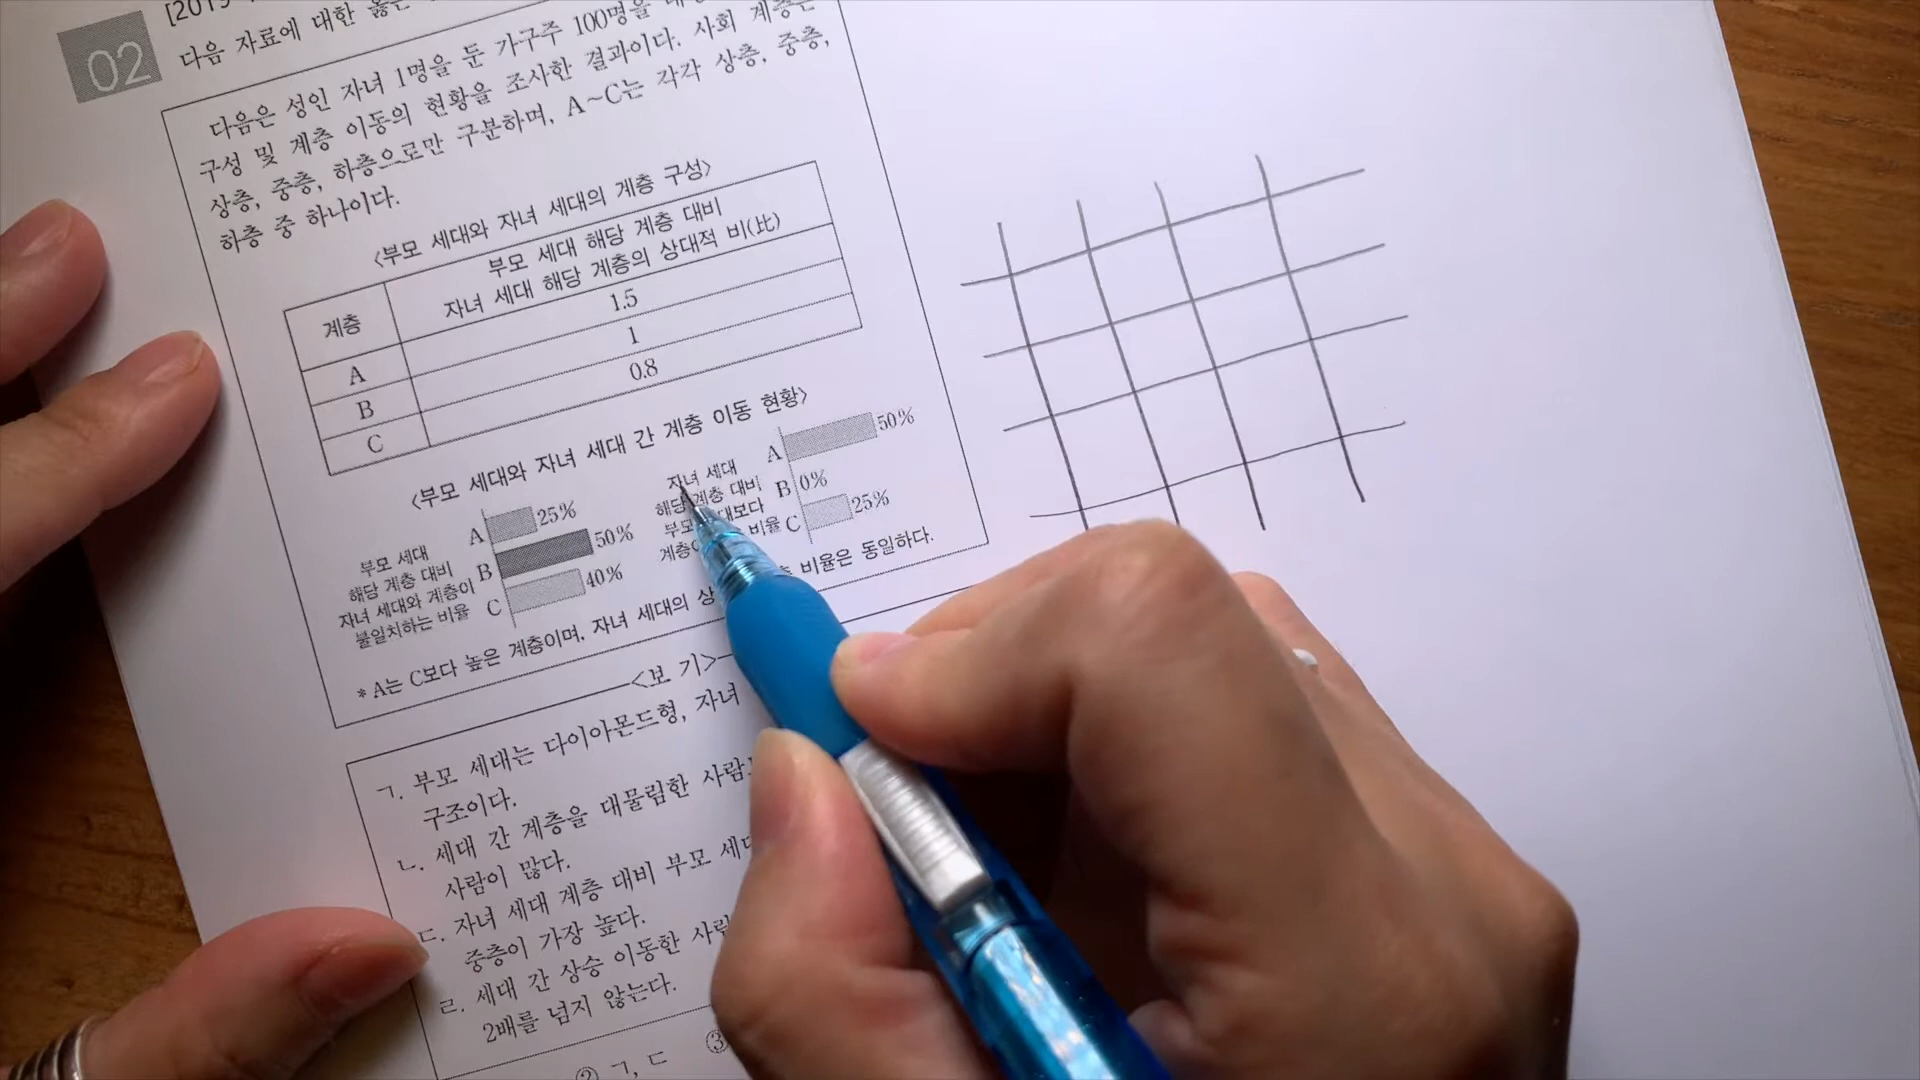 02
다음 자료에 대한
다음은 성인 자녀 1명을 둔 가구주 100명을
구성 및 계층 이동의 현황을 조사한 결과이다. 사회 계층은
상층, 중층, 하층으로만 구분하며, A~C는 각각 상층, 중층,
하층 중 하나이다.
<부모 세대와 자녀 세대의 계층 구성>
계층
부모 세대 해당 계층 대비
자녀 세대 해당 계층의 상대적 비(比)
A 1.5
B 1
C 0.8
<부모 세대와 자녀 세대 간 계층 이동 현황>
부모 세대
해당 계층 대비
자녀 세대와 계층이
불일치하는 비율
A 25%
B 50%
C 40%
자녀 세대
해당 계층 대비
계층이 비율
A 50%
B 0%
C 25%
* A는 C보다 높은 계층이며, 자녀 세대의 비율은 동일하다.
<보 기>
ㄱ. 부모 세대는 다이아몬드형, 자녀
구조이다.
ㄴ. 세대 간 계층을 대물림한
사람이 많다.
ㄷ. 자녀 세대 계층 대비 부모
중층이 가장 높다.
ㄹ. 세대 간 상승 이동한
2배를 넘지 않는다.
② ㄱ, ㄷ ③